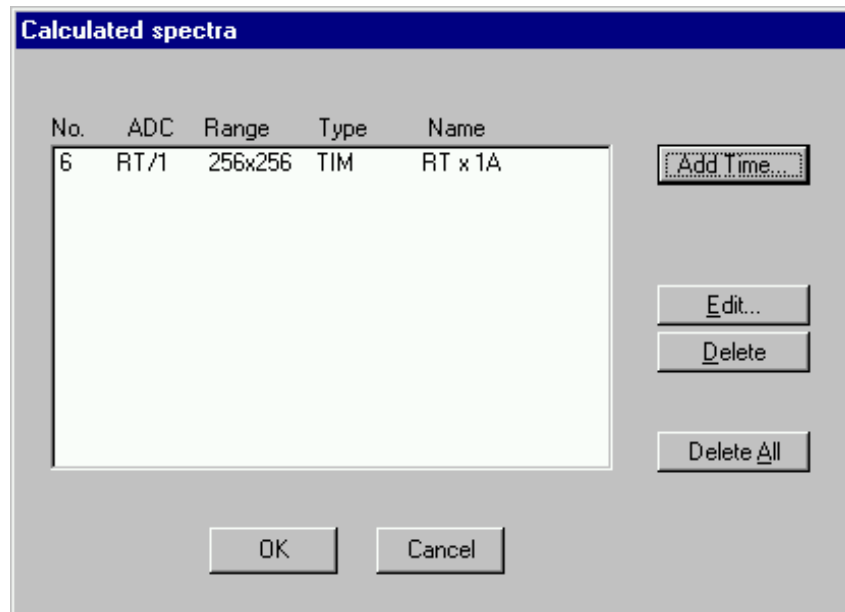 Calculated spectra
No. ADC Range Type Name
6 RT/1 256x256 TIM RT x 1A
Add Time...
Edit...
Delete
Delete All
OK Cancel